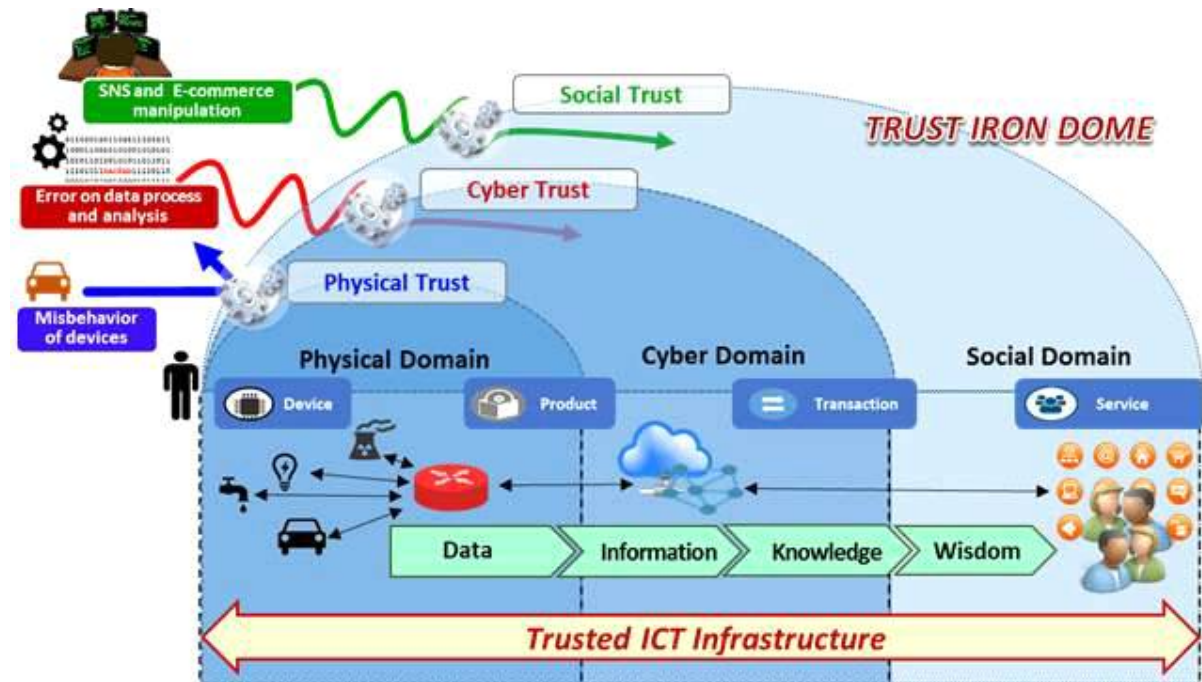 SNS and E-commerce
manipulation
Social Trust
TRUST IRON DOME
Error on data process
and analysis
Cyber Trust
Physical Trust
Misbehavior
of devices
Physical Domain
Cyber Domain
Social Domain
Device
Product
Transaction
Service
Data
Information
Knowledge
Wisdom
Trusted ICT Infrastructure